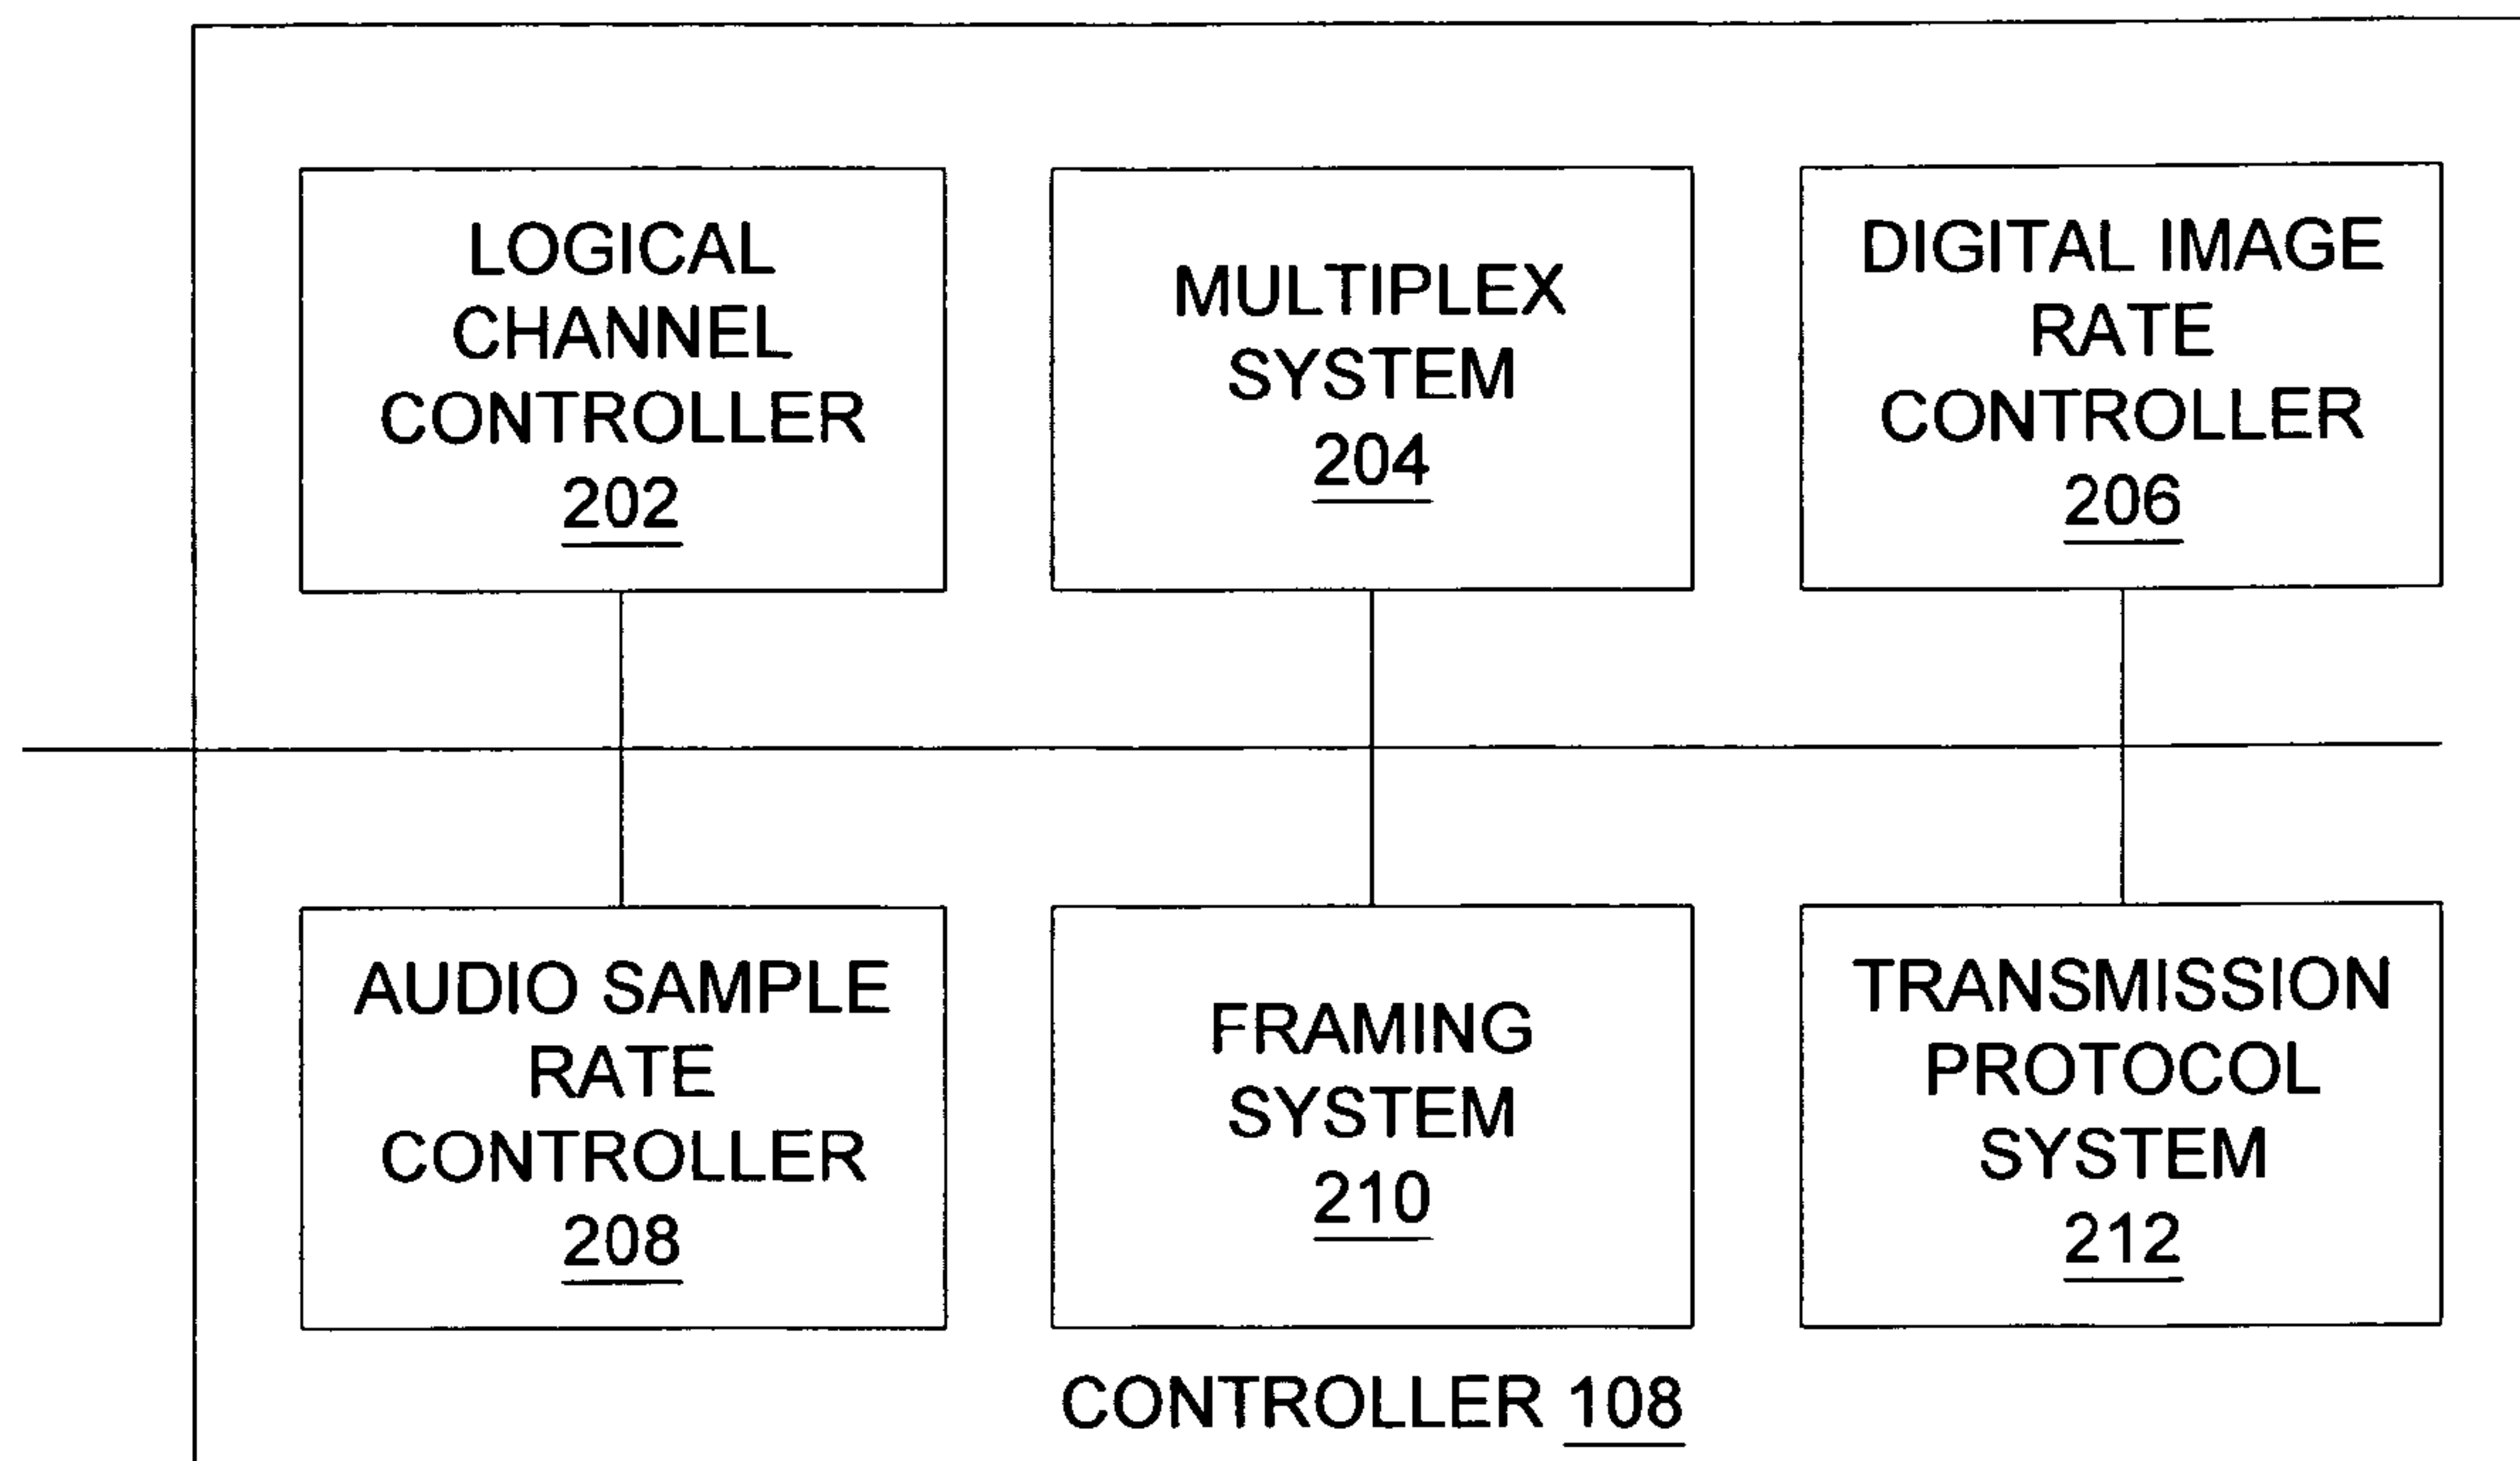 LOGICAL
CHANNEL
CONTROLLER
202
MULTIPLEX
SYSTEM
204
DIGITAL IMAGE
RATE
CONTROLLER
206
AUDIO SAMPLE
RATE
CONTROLLER
208
FRAMING
SYSTEM
210
TRANSMISSION
PROTOCOL
SYSTEM
212
CONTROLLER 108